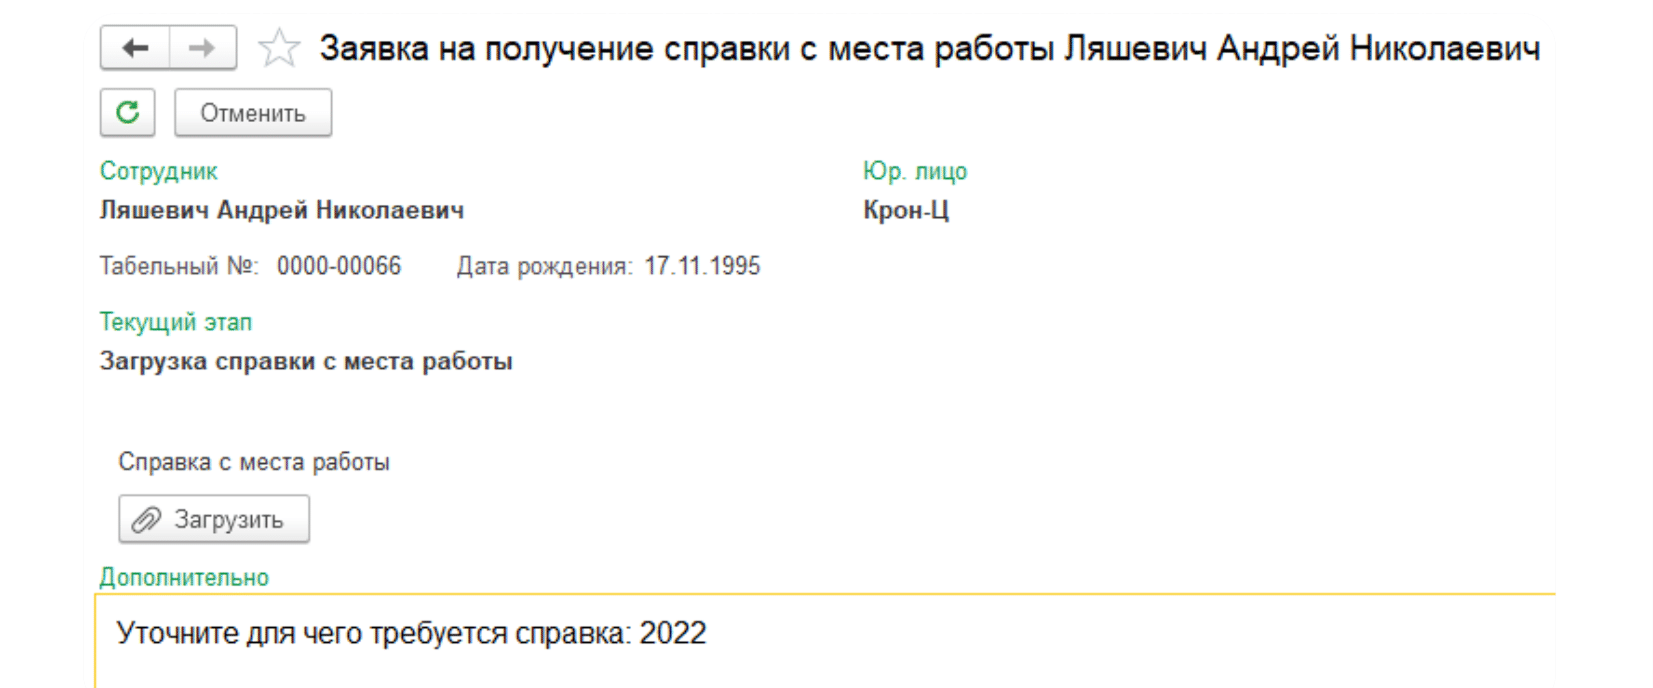 Заявка на получение справки с места работы Ляшевич Андрей Николаевич
Отменить
Сотрудник
Юр. лицо
Ляшевич Андрей Николаевич
Крон-Ц
Табельный №: 0000-00066 Дата рождения: 17.11.1995
Текущий этап
Загрузка справки с места работы
Справка с места работы
Загрузить
Дополнительно
Уточните для чего требуется справка: 2022